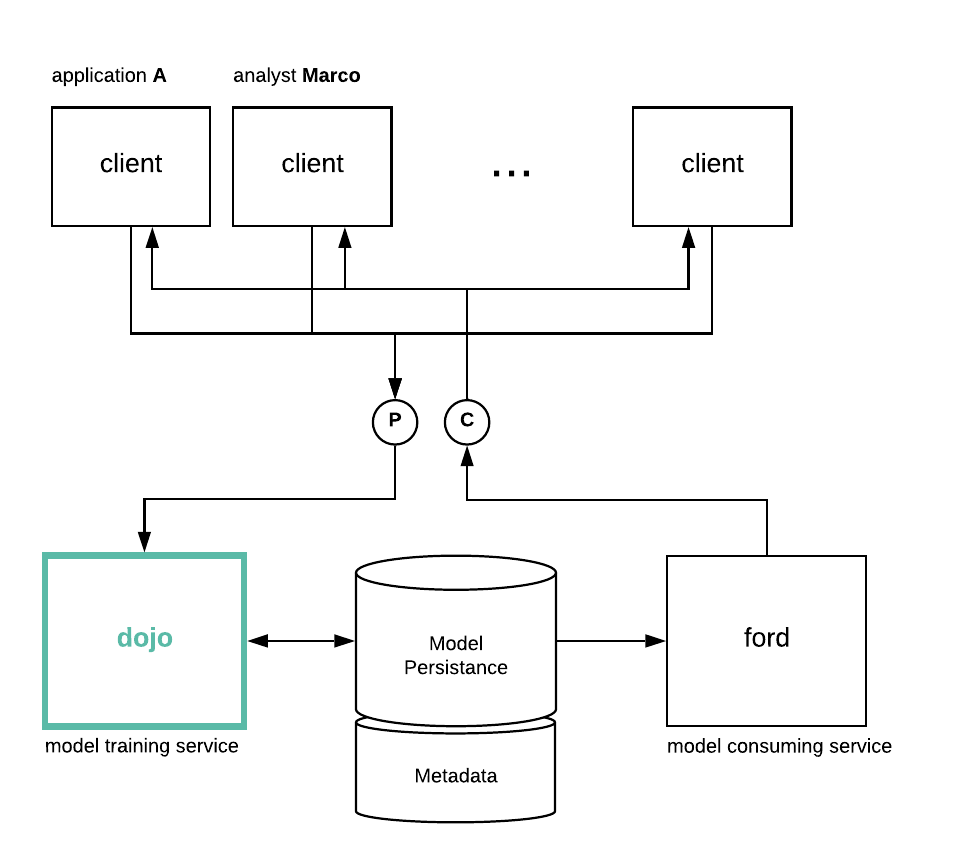 application A
analyst Marco
client
client
...
client
P
C
dojo
Model
Persistance
ford
model training service
model consuming service
Metadata